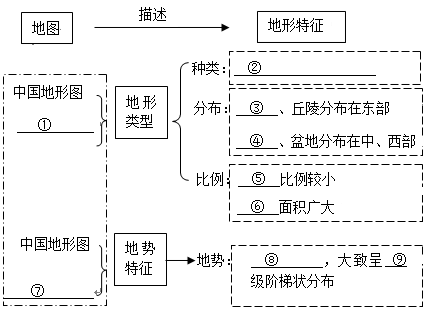 地图
描述
地形特征
种类:
②
中国地形图
①
地形
类型
分布:
③、丘陵分布在东部
④、盆地分布在中、西部
比例:
⑤比例较小
⑥面积广大
中国地形图
⑦
地势
特征
地势:
⑧,大致呈⑨
级阶梯状分布